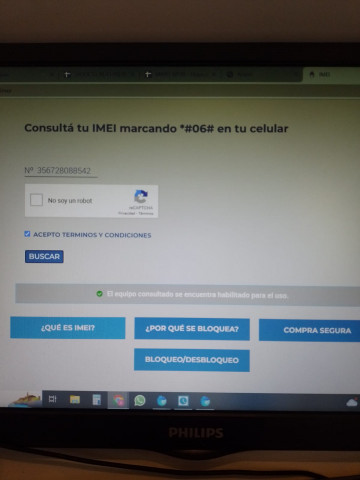 Consultá tu IMEI marcando *#06# en tu celular
Nº 356728088542
No soy un robot
reCAPTCHA
Privacidad - Términos
ACEPTO TERMINOS Y CONDICIONES
BUSCAR
El equipo consultado se encuentra habilitado para el uso.
¿QUÉ ES IMEI?
¿POR QUÉ SE BLOQUEA?
COMPRA SEGURA
BLOQUEO/DESBLOQUEO
PHILIPS